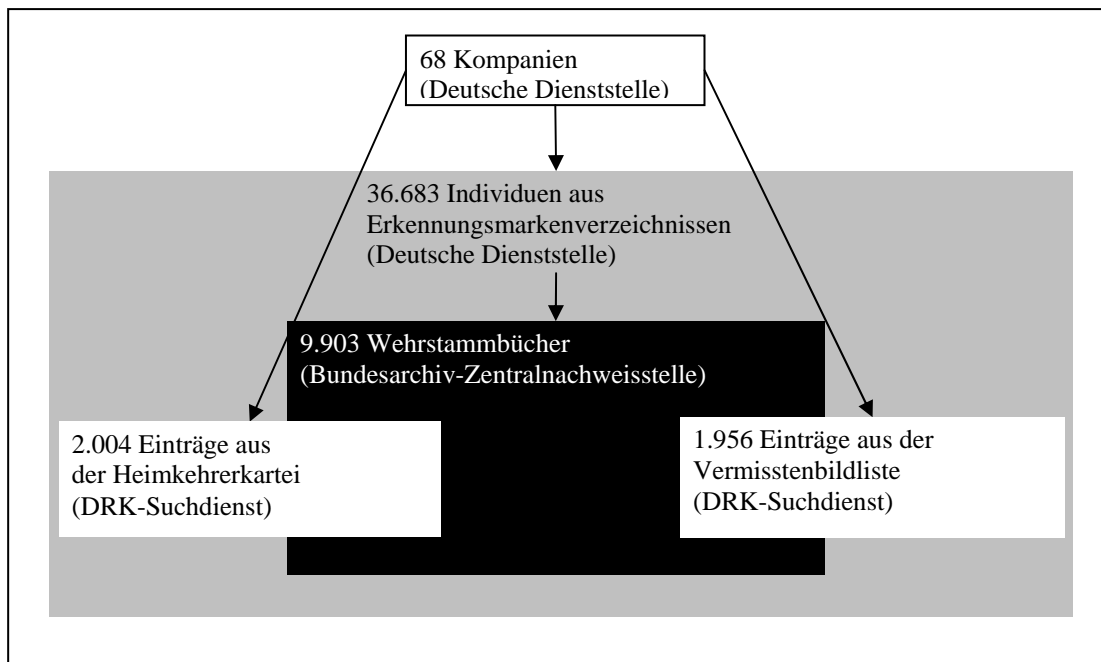 68 Kompanien
(Deutsche Dienststelle)
36.683 Individuen aus
Erkennungsmarkenverzeichnissen
(Deutsche Dienststelle)
9.903 Wehrstammbücher
(Bundesarchiv-Zentralnachweisstelle)
2.004 Einträge aus
der Heimkehrerkartei
(DRK-Suchdienst)
1.956 Einträge aus der
Vermisstenbildliste
(DRK-Suchdienst)